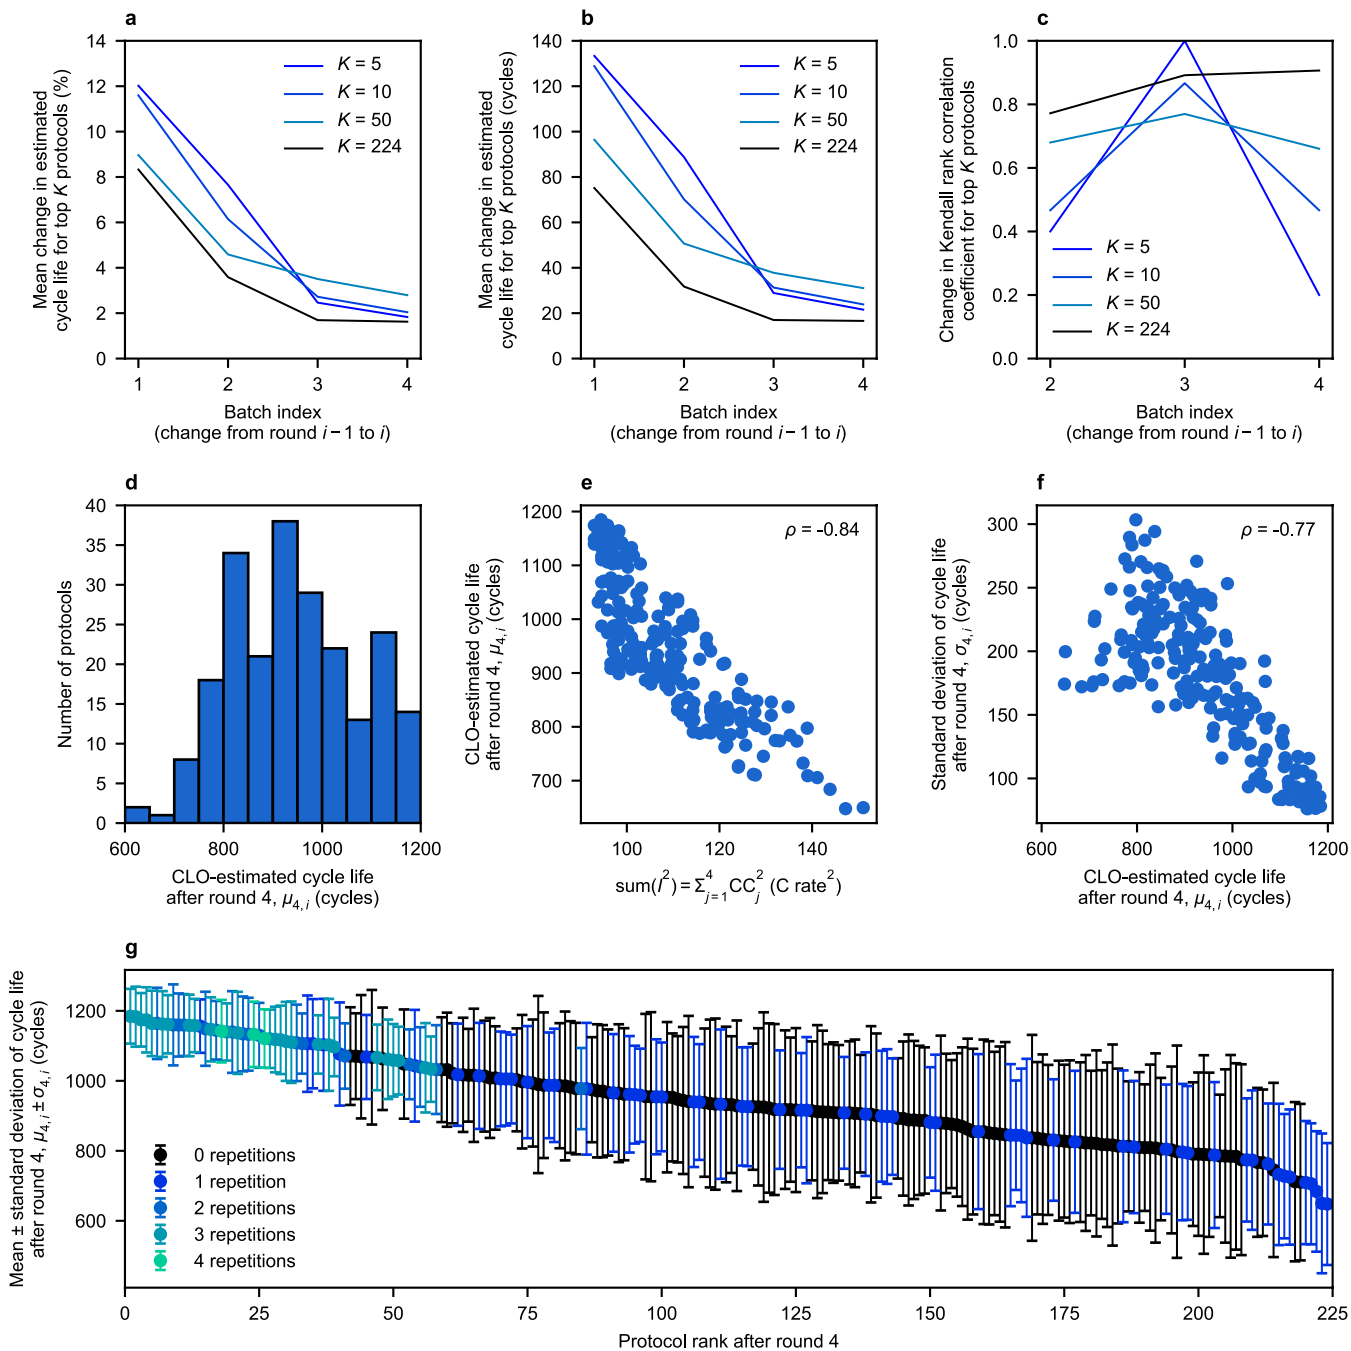 a
14
12
10
8
6
4
2
0
Mean change in estimated
cycle life for top K protocols (%)
K = 5
K = 10
K = 50
K = 224
1 2 3 4
Batch index
(change from round i – 1 to i)
b
140
120
100
80
60
40
20
0
Mean change in estimated
cycle life for top K protocols (cycles)
K = 5
K = 10
K = 50
K = 224
1 2 3 4
Batch index
(change from round i – 1 to i)
c
1.0
0.8
0.6
0.4
0.2
0.0
Change in Kendall rank correlation
coefficient for top K protocols
K = 5
K = 10
K = 50
K = 224
2 3 4
Batch index
(change from round i – 1 to i)
d
40
35
30
25
20
15
10
5
0
Number of protocols
600 800 1000 1200
CLO-estimated cycle life
after round 4, μ4, i (cycles)
e
1200
1100
1000
900
800
700
CLO-estimated cycle life
after round 4, μ4, i (cycles)
ρ = -0.84
100 120 140
sum(I²) = Σ⁴j = 1 CC²j (C rate²)
f
300
250
200
150
100
Standard deviation of cycle life
after round 4, σ4, i (cycles)
ρ = -0.77
600 800 1000 1200
CLO-estimated cycle life
after round 4, μ4, i (cycles)
g
1200
1000
800
600
Mean ± standard deviation of cycle life
after round 4, μ4, i ± σ4, i (cycles)
0 repetitions
1 repetition
2 repetitions
3 repetitions
4 repetitions
0 25 50 75 100 125 150 175 200 225
Protocol rank after round 4